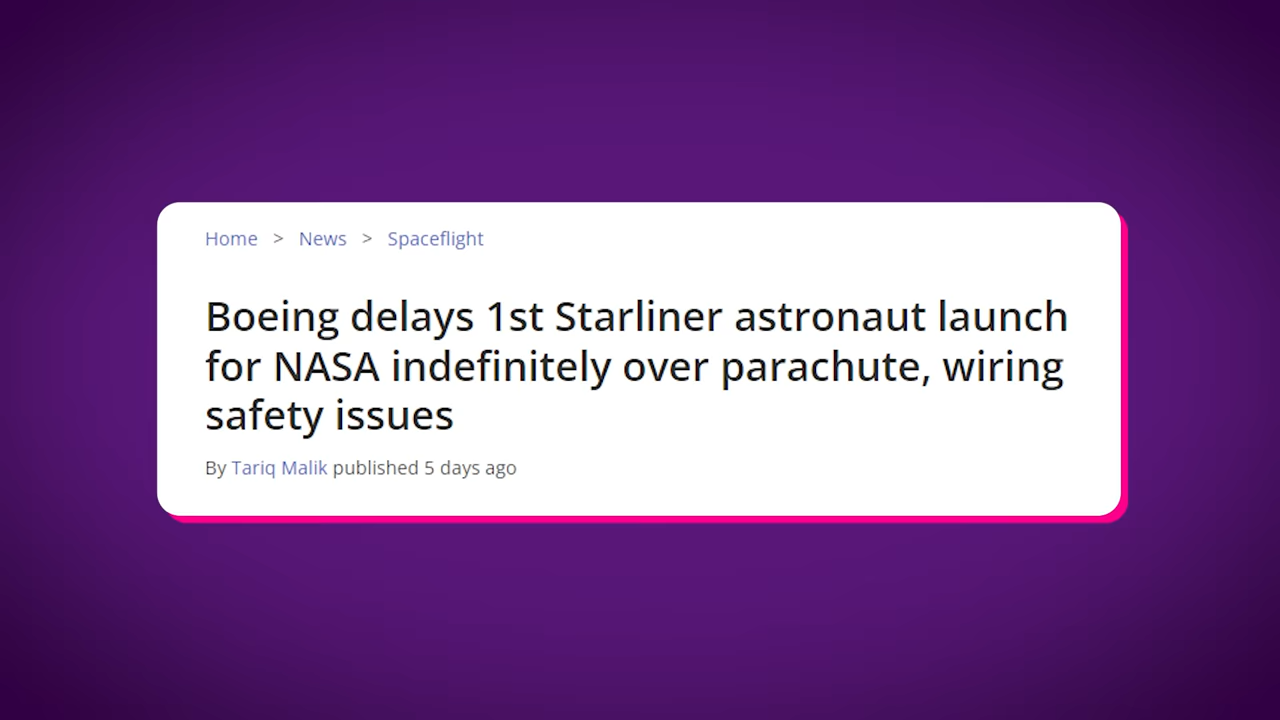 Home > News > Spaceflight
Boeing delays 1st Starliner astronaut launch
for NASA indefinitely over parachute, wiring
safety issues
By Tariq Malik published 5 days ago